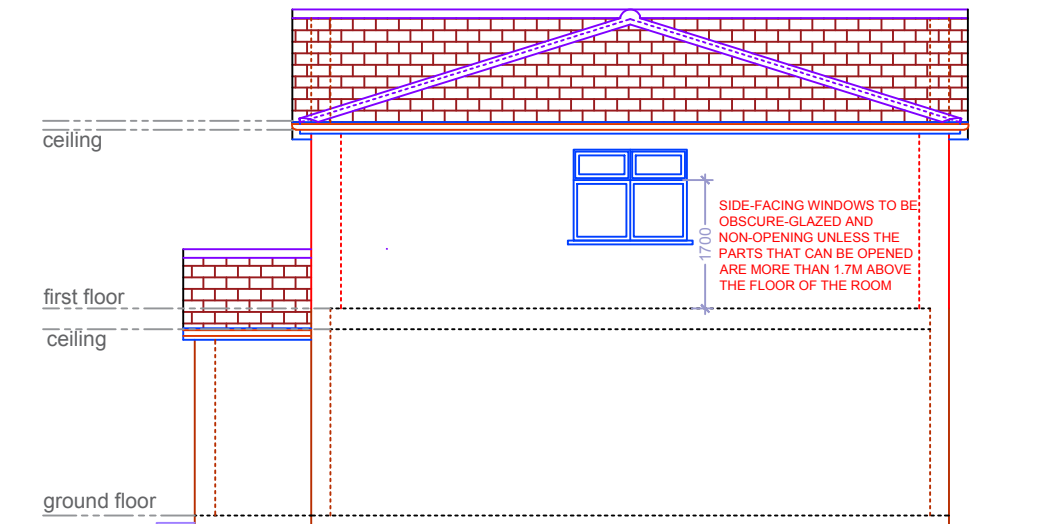 ceiling
SIDE-FACING WINDOWS TO BE
OBSCURE-GLAZED AND
NON-OPENING UNLESS THE
PARTS THAT CAN BE OPENED
ARE MORE THAN 1.7M ABOVE
THE FLOOR OF THE ROOM
1700
first floor
ceiling
ground floor